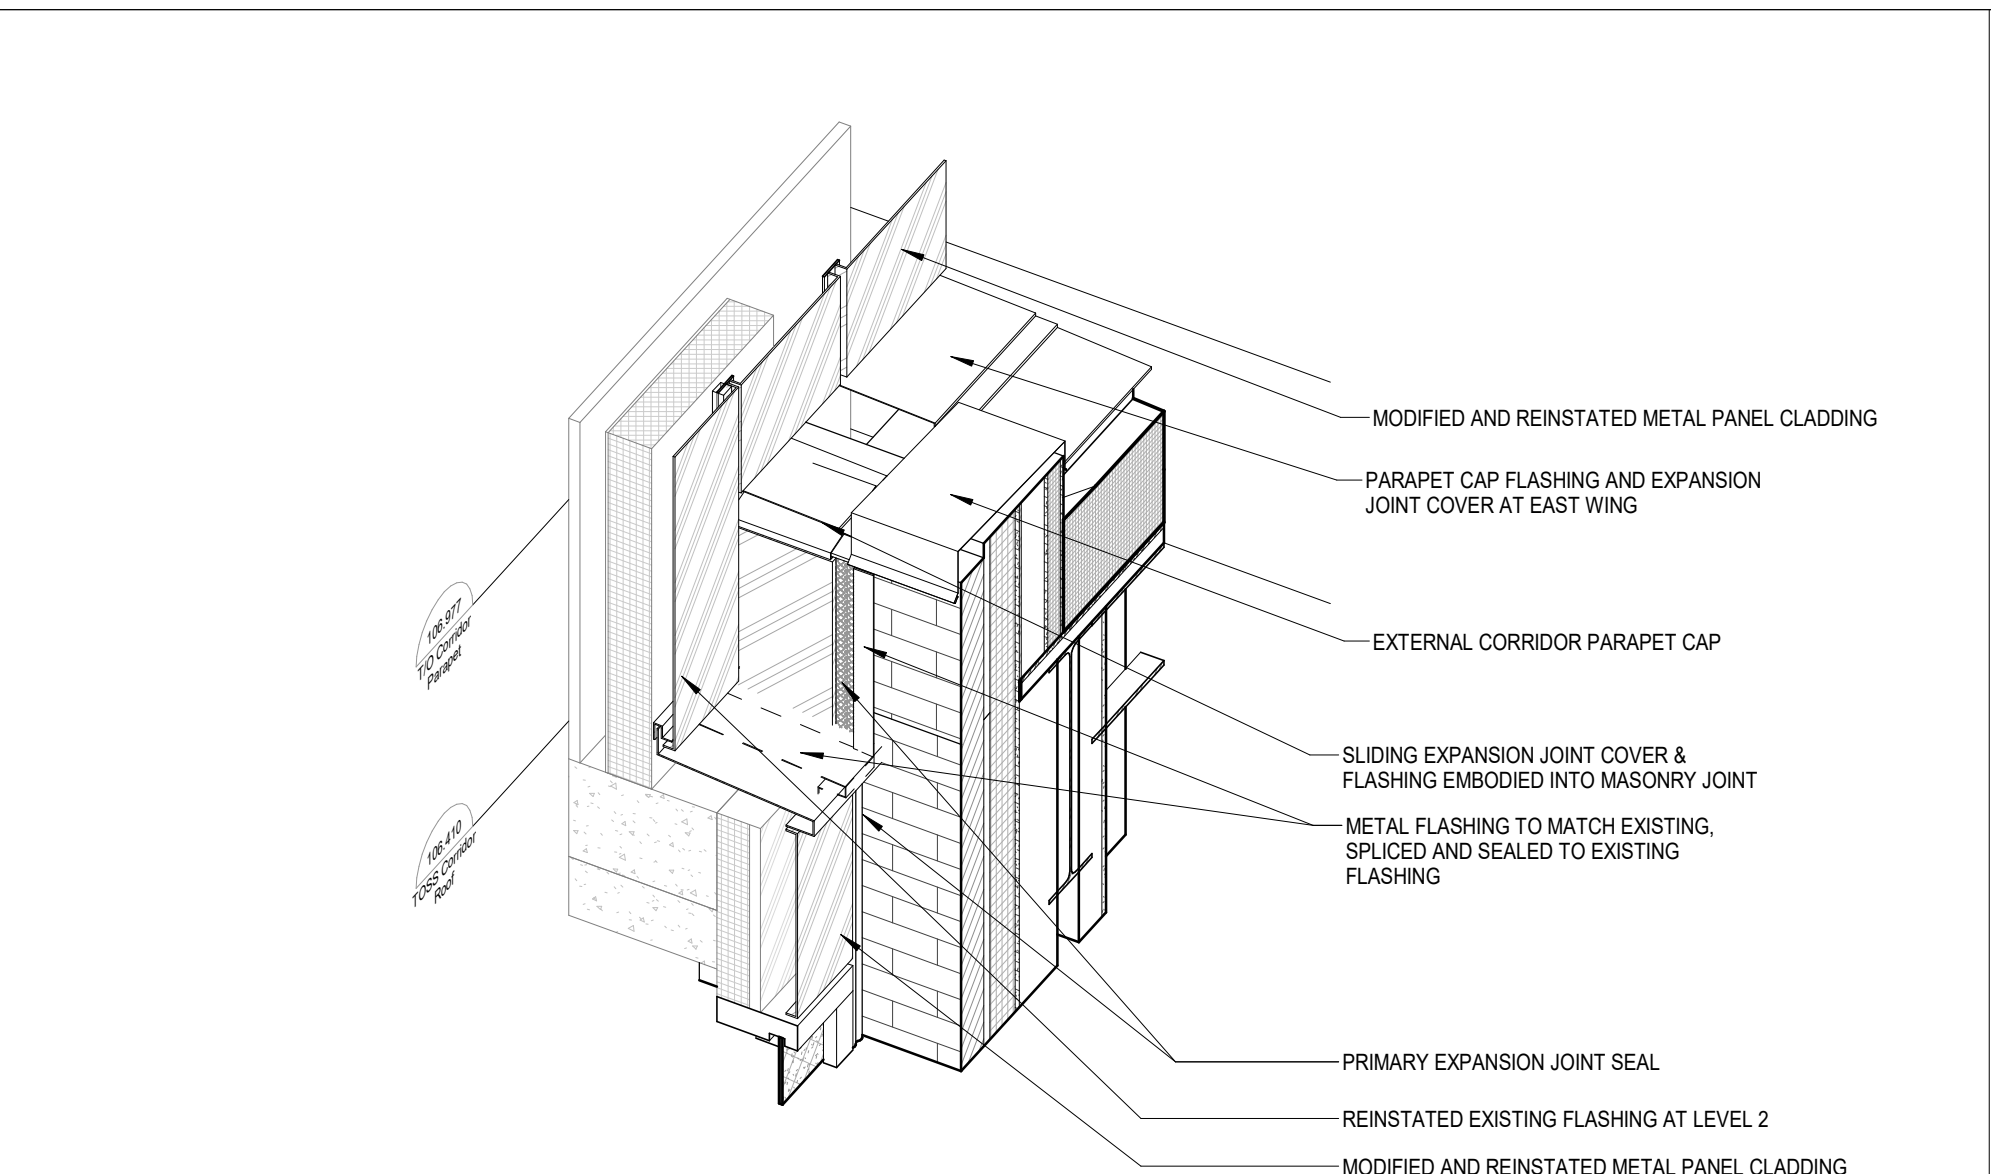 MODIFIED AND REINSTATED METAL PANEL CLADDING
PARAPET CAP FLASHING AND EXPANSION
JOINT COVER AT EAST WING
106.977
T/O Corridor
Parapet
EXTERNAL CORRIDOR PARAPET CAP
SLIDING EXPANSION JOINT COVER &
FLASHING EMBODIED INTO MASONRY JOINT
106.410
TOSS Corridor
Roof
METAL FLASHING TO MATCH EXISTING,
SPLICED AND SEALED TO EXISTING
FLASHING
PRIMARY EXPANSION JOINT SEAL
REINSTATED EXISTING FLASHING AT LEVEL 2
MODIFIED AND REINSTATED METAL PANEL CLADDING